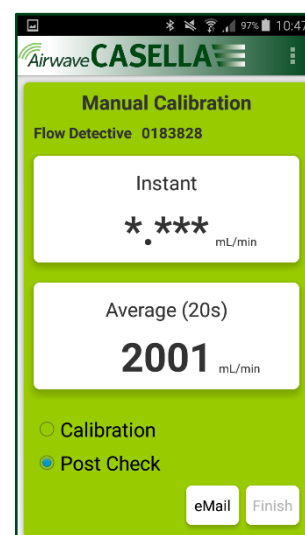 97% 10:47
Airwave CASELLA
Manual Calibration
Flow Detective 0183828
Instant
*.*** mL/min
Average (20s)
2001 mL/min
Calibration
Post Check
eMail Finish